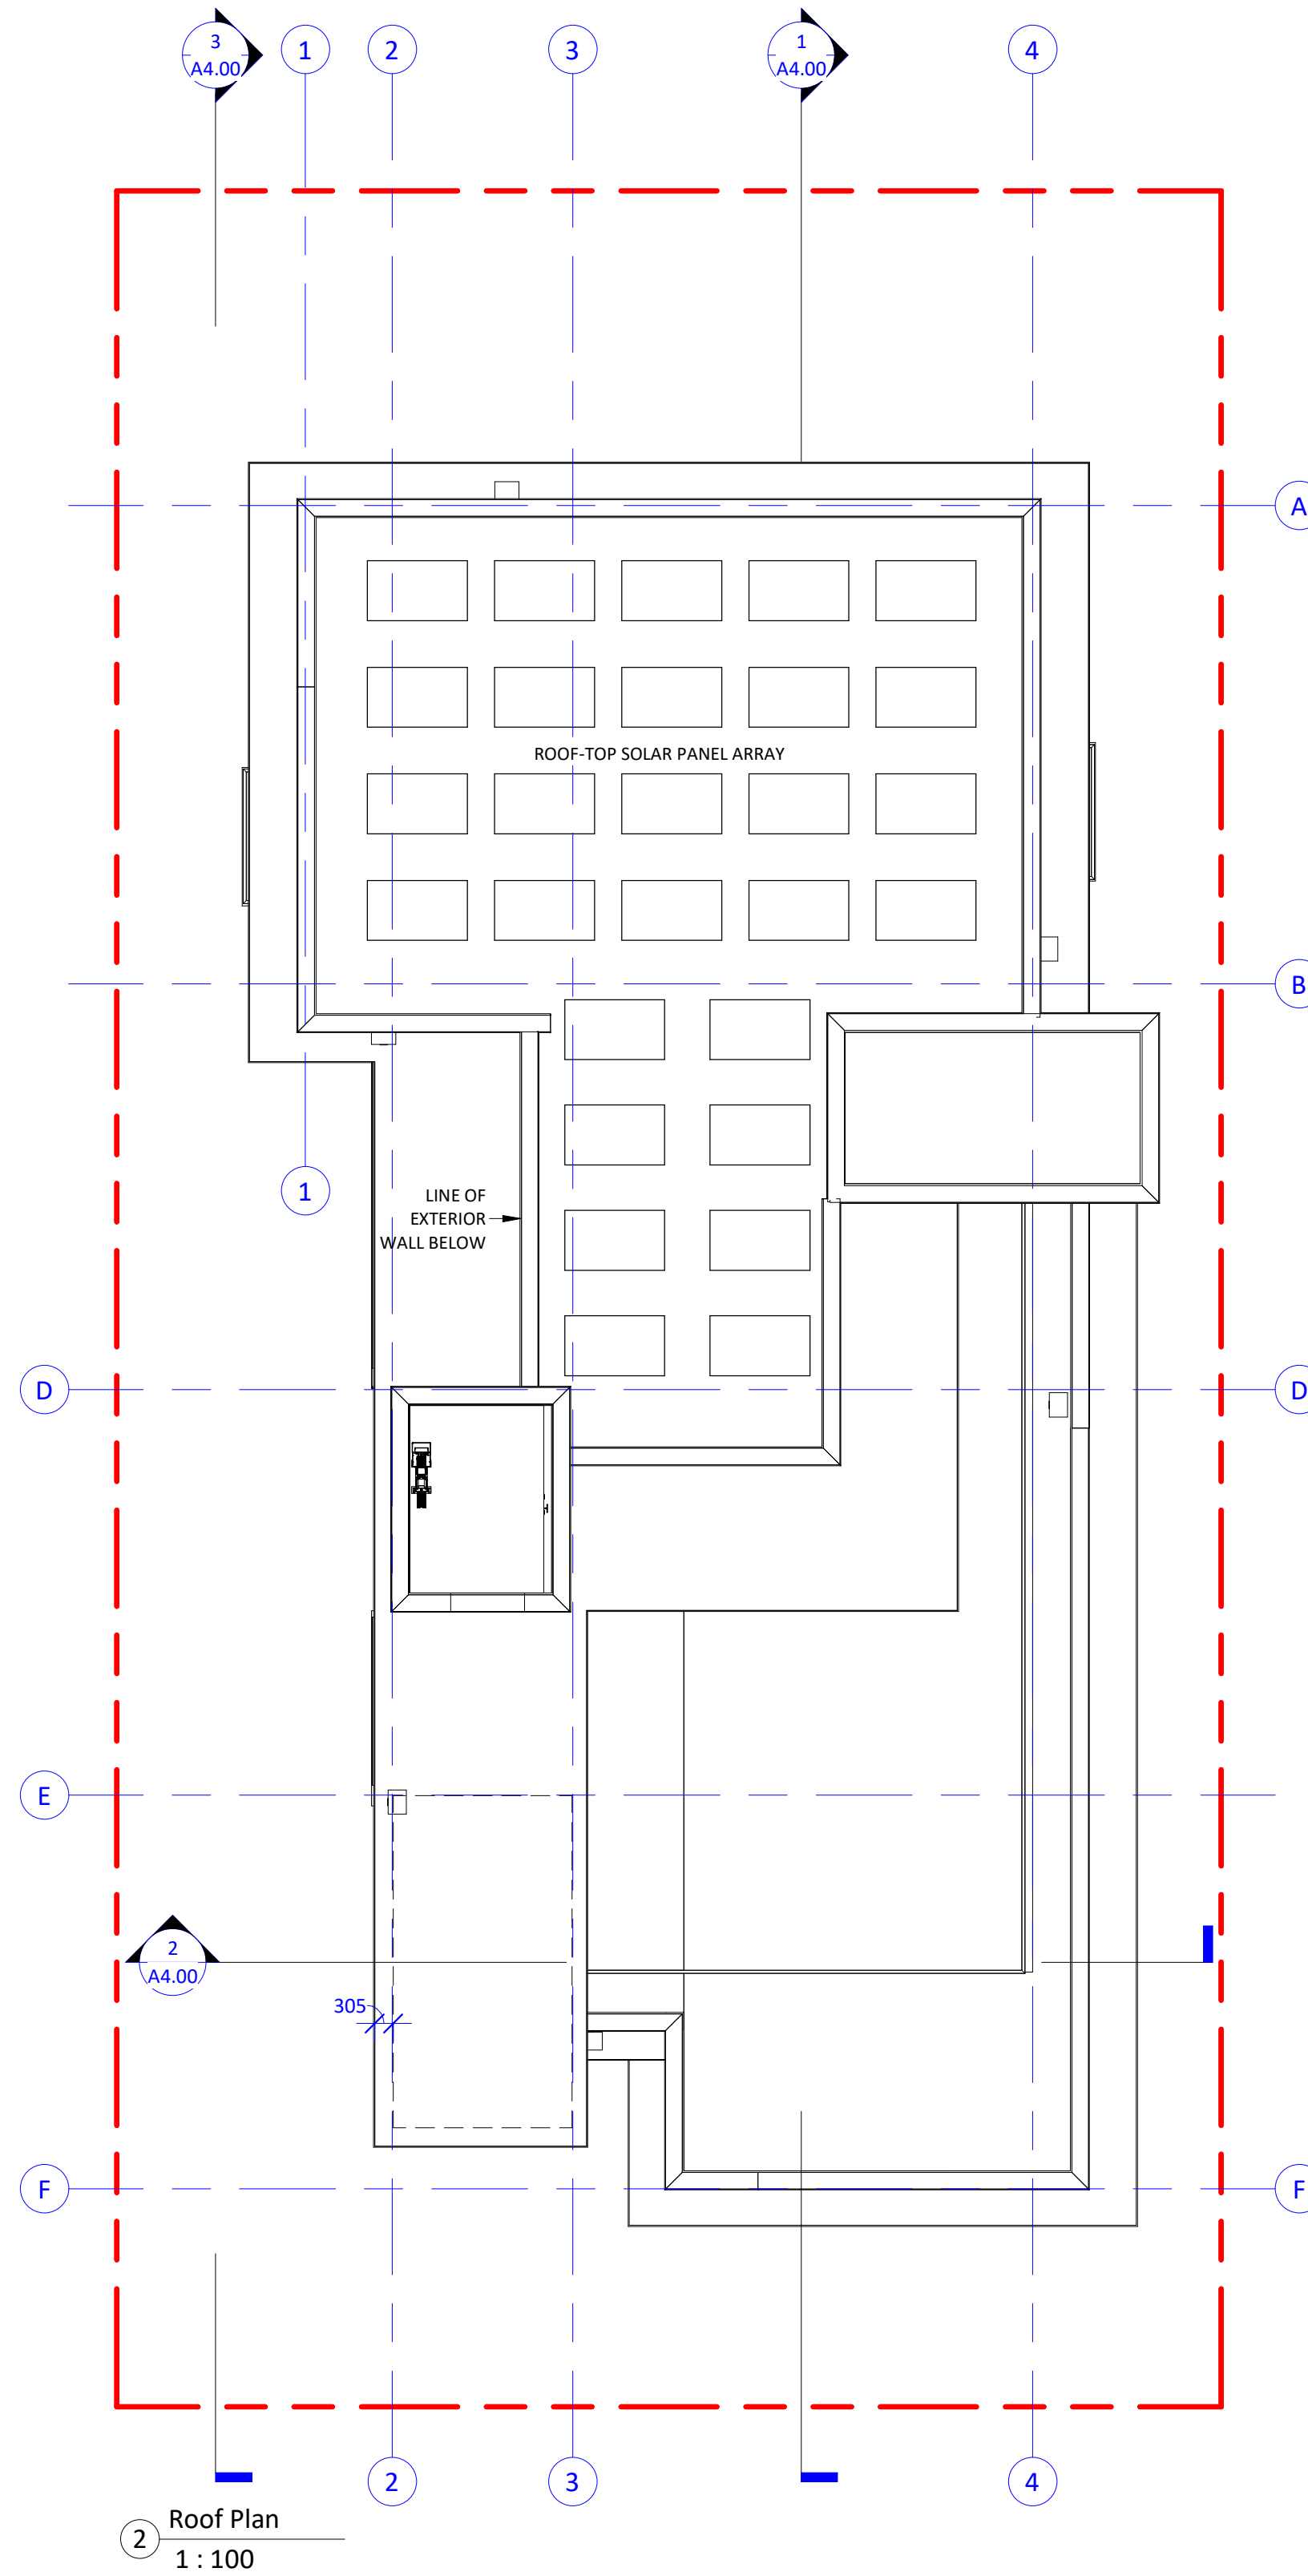 3
A4.00
1
2
3
1
A4.00
4
A
ROOF-TOP SOLAR PANEL ARRAY
B
1
LINE OF
EXTERIOR
WALL BELOW
D
D
E
2
A4.00
305
F
F
2
3
4
2
Roof Plan
1 : 100